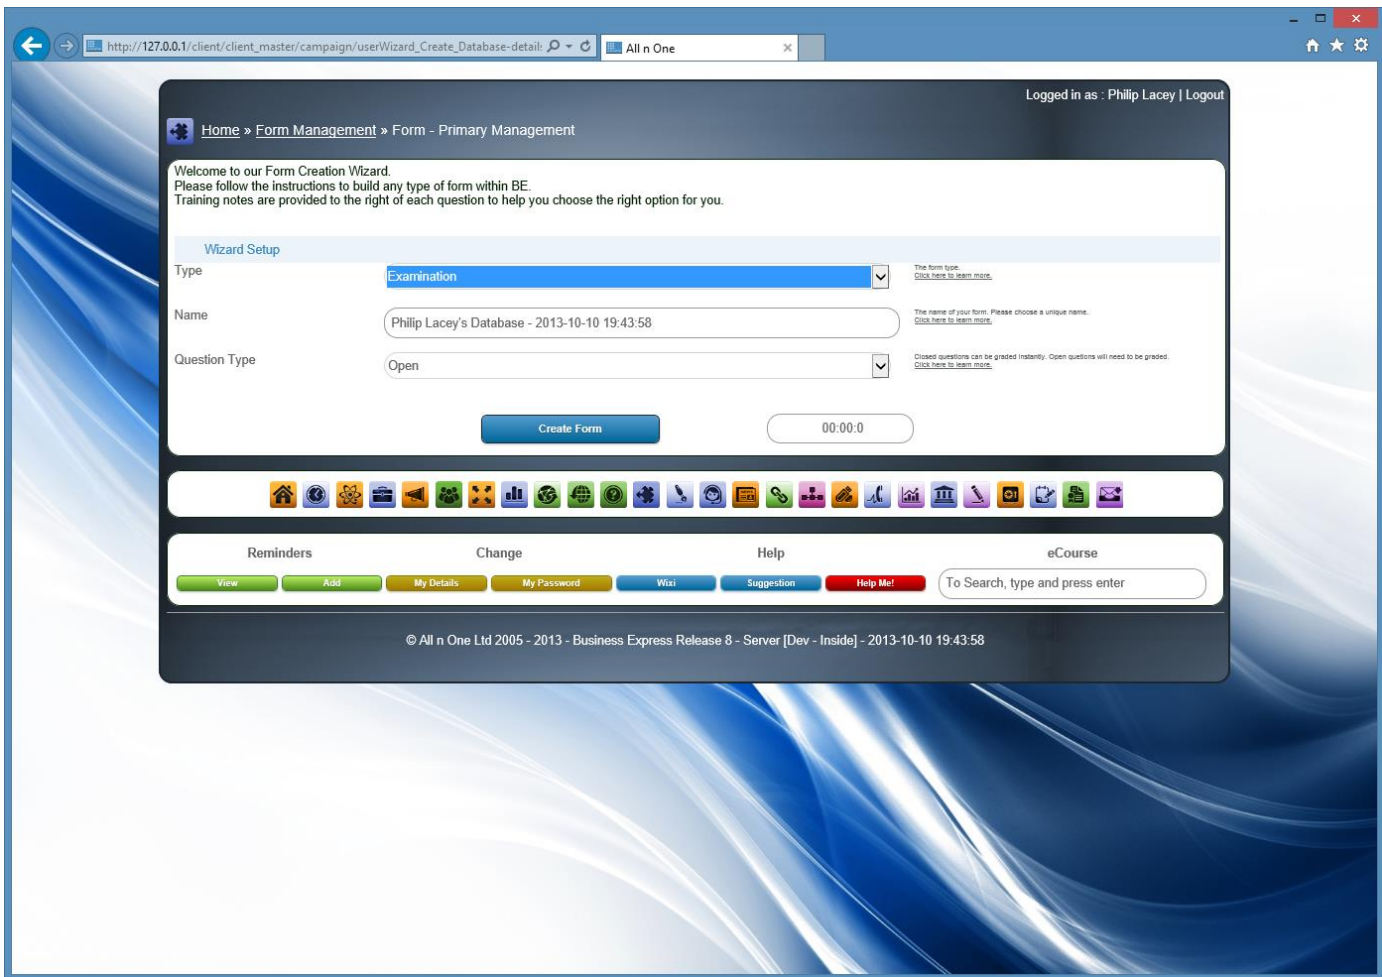 http://127.0.0.1/client/client_master/campaign/userWizard_Create_Database-detail:
All n One
Logged in as : Philip Lacey | Logout
Home » Form Management » Form - Primary Management
Welcome to our Form Creation Wizard.
Please follow the instructions to build any type of form within BE.
Training notes are provided to the right of each question to help you choose the right option for you.
Wizard Setup
Type
Examination
The form type.
Click here to learn more.
Name
Philip Lacey's Database - 2013-10-10 19:43:58
The name of your form. Please choose a unique name.
Click here to learn more.
Question Type
Open
Closed questions can be graded instantly. Open quetions will need to be graded.
Click here to learn more.
Create Form
00:00:0
Reminders Change Help eCourse
View Add My Details My Password Wixi Suggestion Help Me! To Search, type and press enter
© All n One Ltd 2005 - 2013 - Business Express Release 8 - Server [Dev - Inside] - 2013-10-10 19:43:58